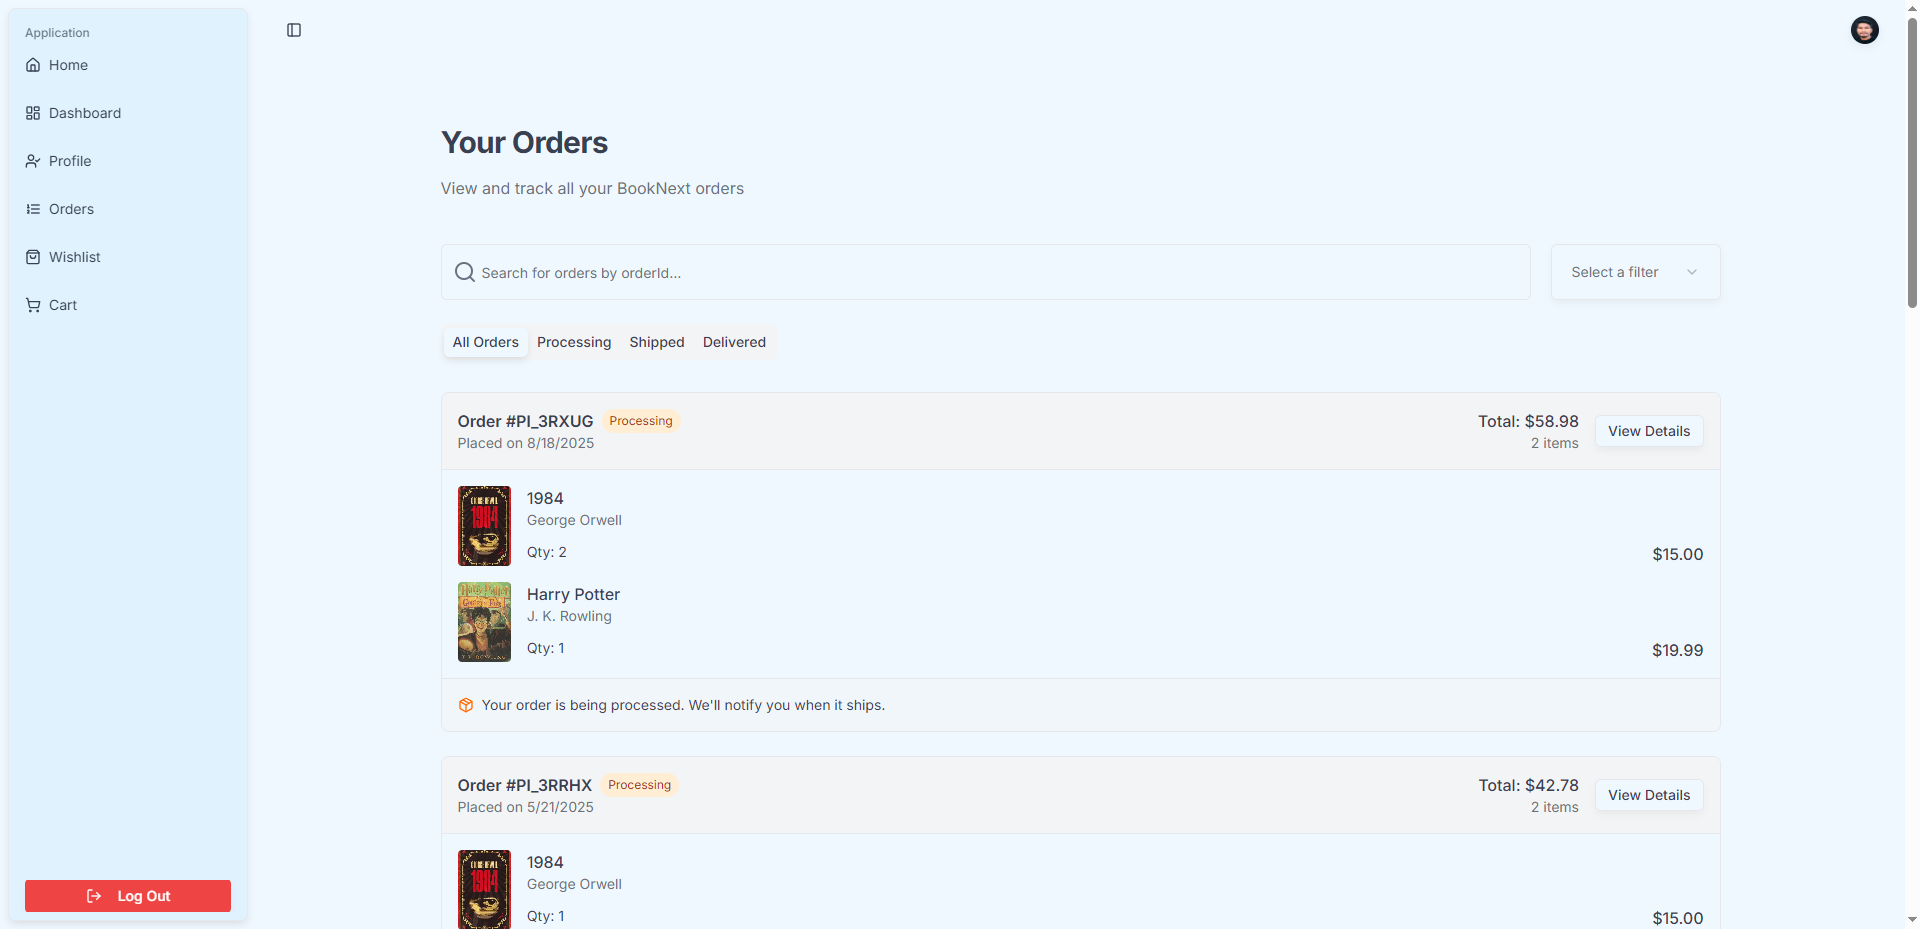 Application
Home
Dashboard
Profile
Orders
Wishlist
Cart
Log Out
Your Orders
View and track all your BookNext orders
Search for orders by orderId...
Select a filter
All Orders Processing Shipped Delivered
Order #PI_3RXUG Processing
Placed on 8/18/2025
Total: $58.98
2 items
View Details
1984
George Orwell
Qty: 2
$15.00
1984
Harry Potter
J. K. Rowling
Qty: 1
$19.99
Harry Potter
Your order is being processed. We'll notify you when it ships.
Order #PI_3RRHX Processing
Placed on 5/21/2025
Total: $42.78
2 items
View Details
1984
George Orwell
Qty: 1
$15.00
1984